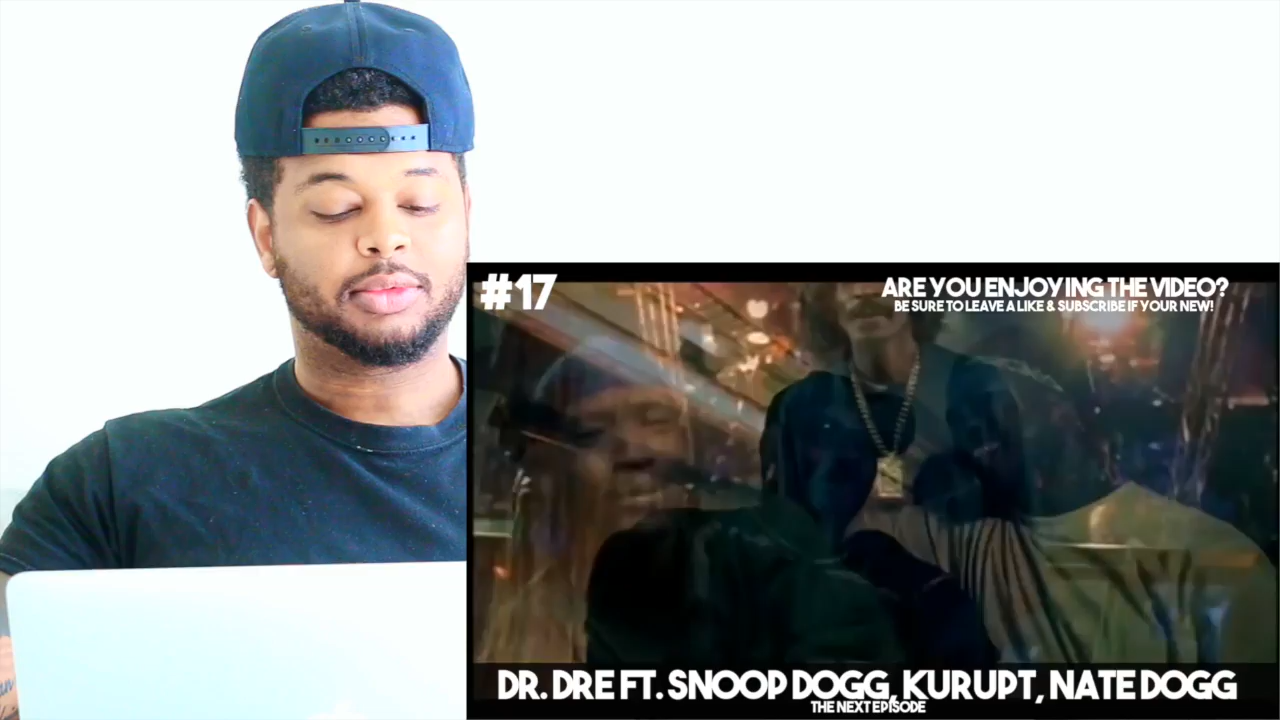 #17
ARE YOU ENJOYING THE VIDEO?
BE SURE TO LEAVE A LIKE & SUBSCRIBE IF YOUR NEW!
DR. DRE FT. SNOOP DOGG, KURUPT, NATE DOGG
THE NEXT EPISODE